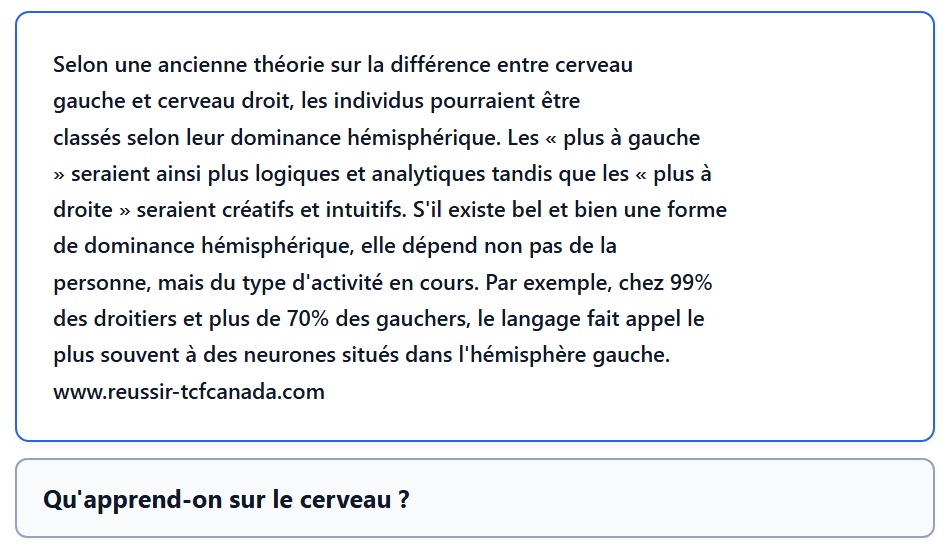 Selon une ancienne théorie sur la différence entre cerveau
gauche et cerveau droit, les individus pourraient être
classés selon leur dominance hémisphérique. Les « plus à gauche
» seraient ainsi plus logiques et analytiques tandis que les « plus à
droite » seraient créatifs et intuitifs. S'il existe bel et bien une forme
de dominance hémisphérique, elle dépend non pas de la
personne, mais du type d'activité en cours. Par exemple, chez 99%
des droitiers et plus de 70% des gauchers, le langage fait appel le
plus souvent à des neurones situés dans l'hémisphère gauche.
www.reussir-tcfcanada.com
Qu'apprend-on sur le cerveau ?